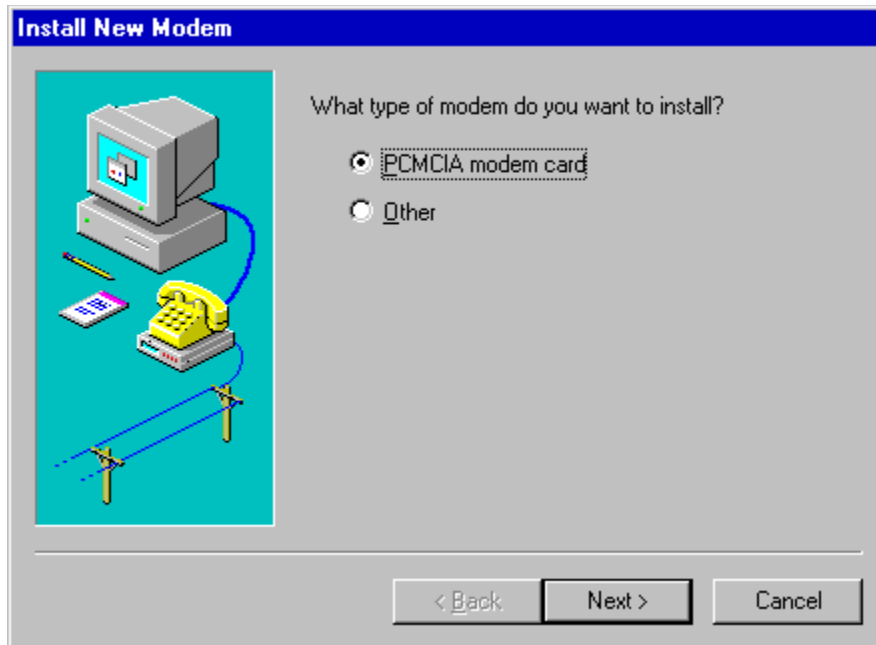 Install New Modem
What type of modem do you want to install?
PCMCIA modem card
Other
< Back
Next >
Cancel